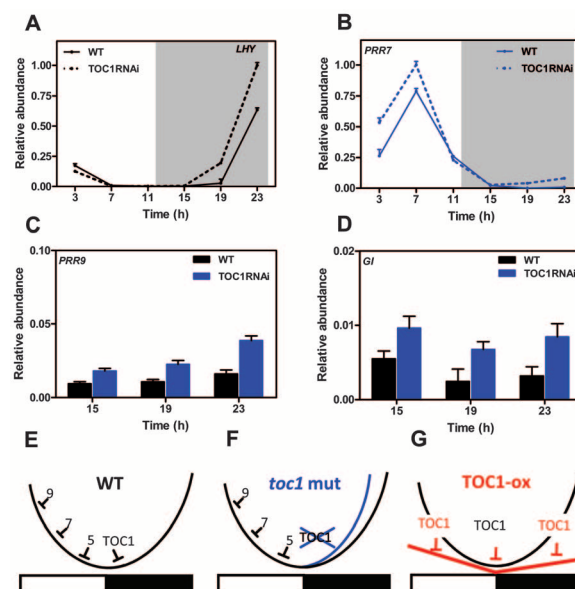 A
LHY
WT
TOC1RNAi
Relative abundance
1.00
0.75
0.50
0.25
0.00
3 7 11 15 19 23
Time (h)
B
PRR7
WT
TOC1RNAi
Relative abundance
1.00
0.75
0.50
0.25
0.00
3 7 11 15 19 23
Time (h)
C
PRR9
WT
TOC1RNAi
Relative abundance
0.10
0.05
0.00
15 19 23
Time (h)
D
GI
WT
TOC1RNAi
Relative abundance
0.02
0.01
0.00
15 19 23
Time (h)
E
WT
9
7
5 TOC1
F
toc1 mut
9
7
5 TOC1
G
TOC1-ox
TOC1 TOC1 TOC1